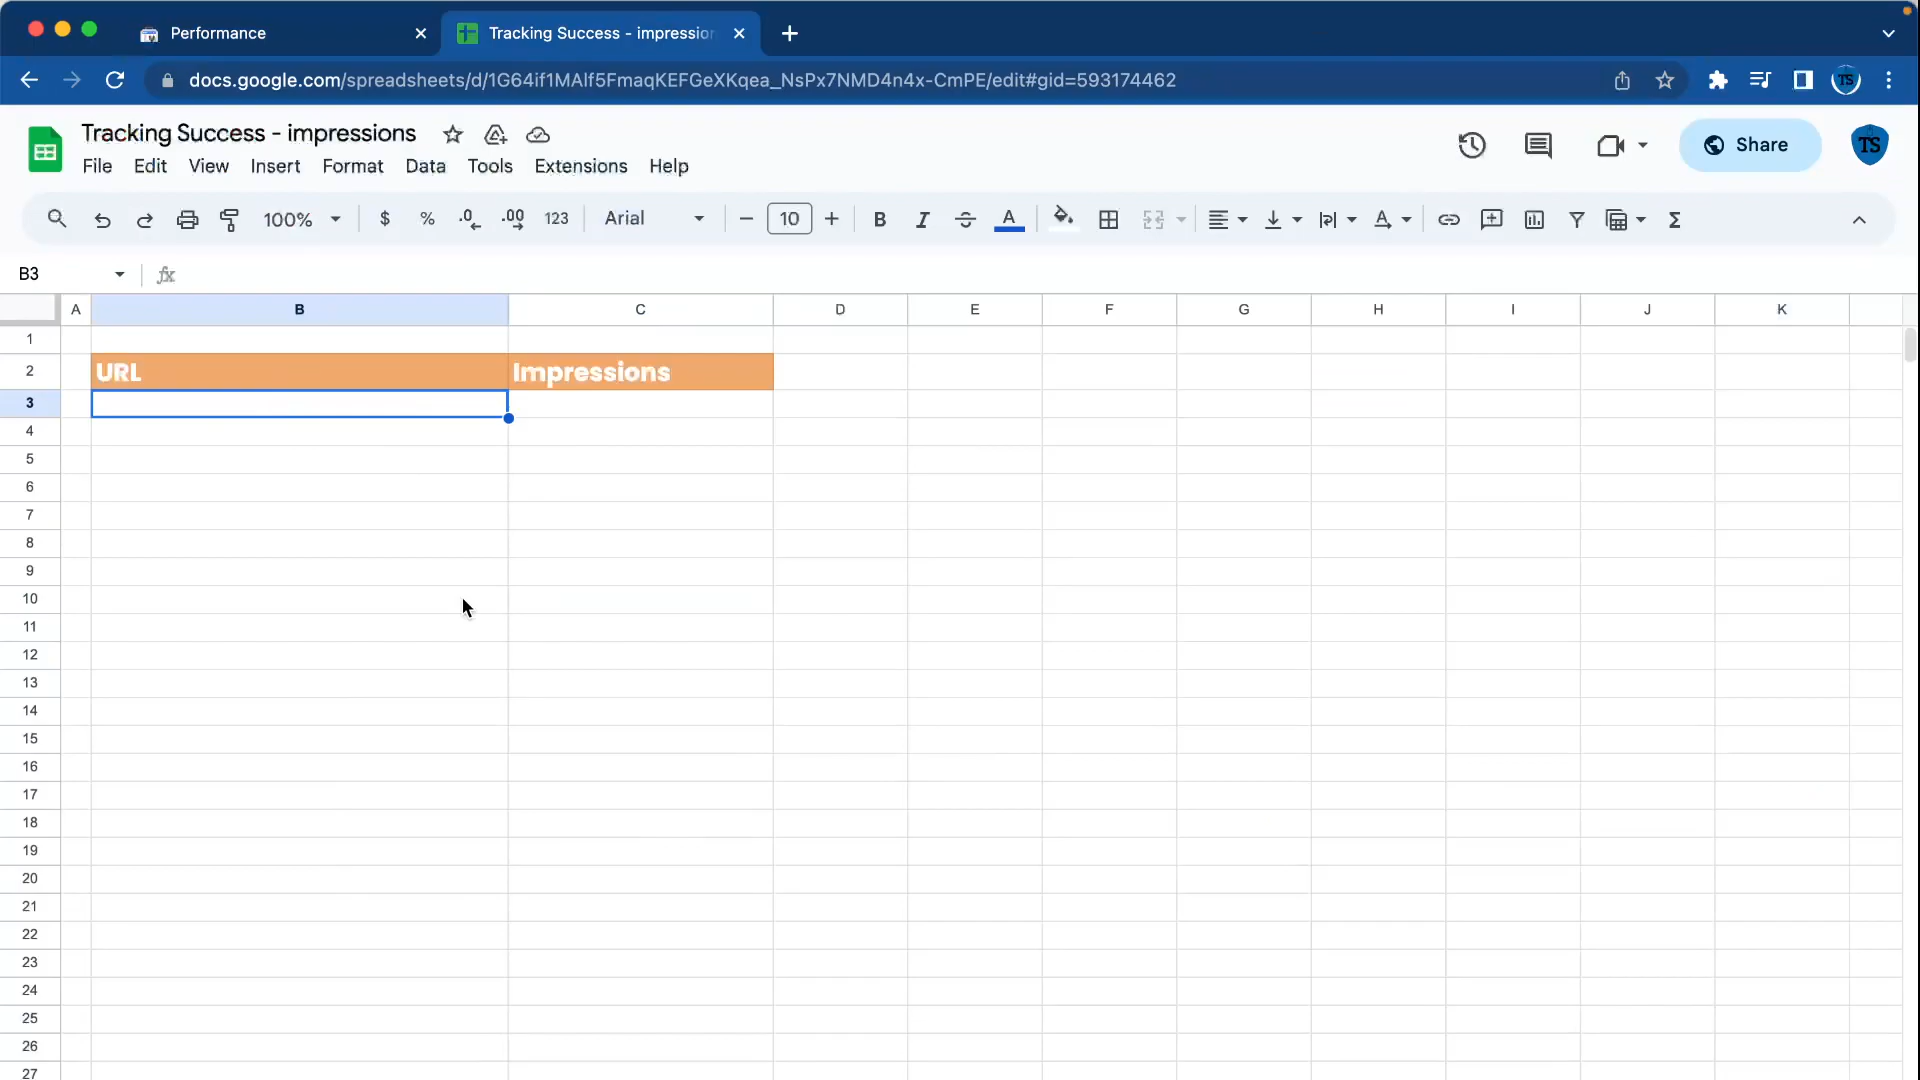 Performance
Tracking Success - impression
docs.google.com/spreadsheets/d/1G64if1MAlf5FmaqKEFGeXKqea_NsPx7NMD4n4x-CmPE/edit#gid=593174462
TS
Tracking Success - impressions
File Edit View Insert Format Data Tools Extensions Help
Share
TS
100% $ % .0 .00 123 Arial 10 B I A Σ
B3 fx
A B C D E F G H I J K
1
2 URL Impressions
3
4
5
6
7
8
9
10
11
12
13
14
15
16
17
18
19
20
21
22
23
24
25
26
27